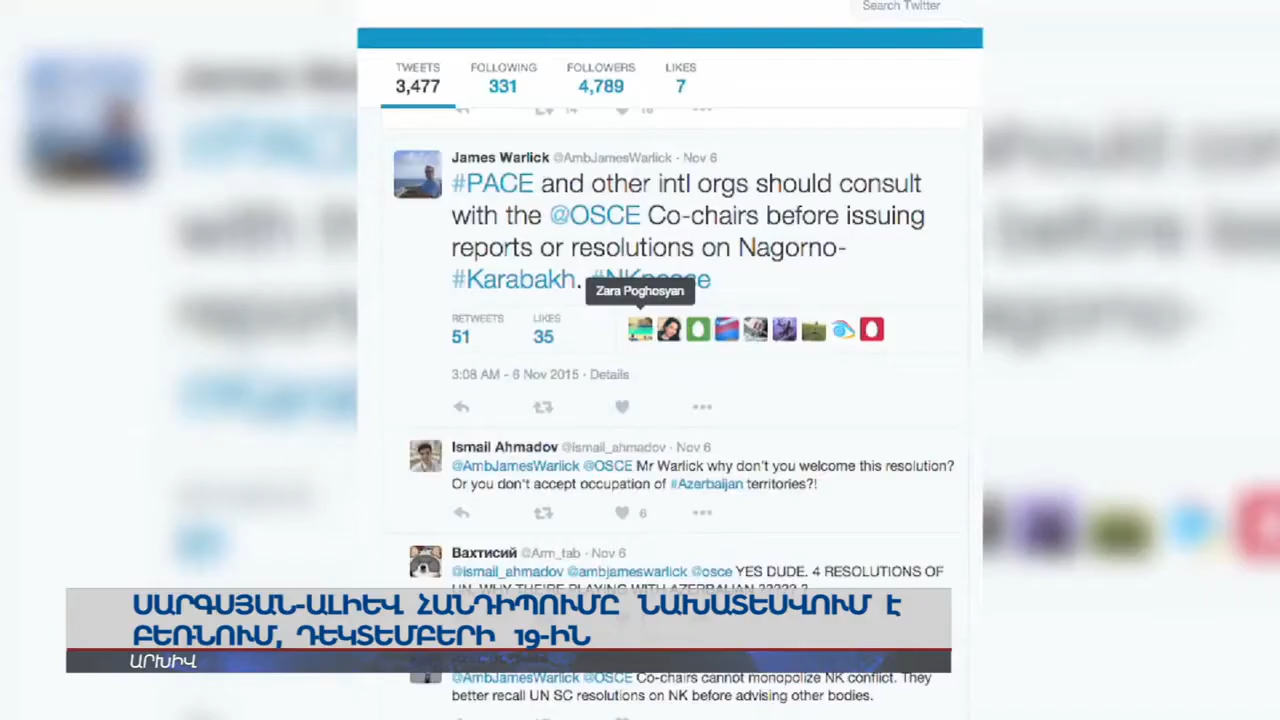 Search Twitter
TWEETS FOLLOWING FOLLOWERS LIKES
3,477 331 4,789 7
James Warlick @AmbJamesWarlick · Nov 6
#PACE and other intl orgs should consult
with the @OSCE Co-chairs before issuing
reports or resolutions on Nagorno-
#Karabakh.
Zara Poghosyan
RETWEETS LIKES
51 35
3:08 AM - 6 Nov 2015 · Details
Ismail Ahmadov @ismail_ahmadov · Nov 6
@AmbJamesWarlick @OSCE Mr Warlick why don't you welcome this resolution?
Or you don't accept occupation of #Azerbaijan territories?!
6
Вахтисий @Arm_tab · Nov 6
@ismail_ahmadov @ambjameswarlick @osce YES DUDE. 4 RESOLUTIONS OF
ՍԱՐԳՍՅԱՆ-ԱԼԻԵՎ ՀԱՆԴԻՊՈՒՄԸ ՆԱԽԱՏԵՍՎՈՒՄ Է
ԲԵՌՆՈՒՄ, ԴԵԿՏԵՄԲԵՐԻ 19-ԻՆ
ԱՐԽԻՎ
@AmbJamesWarlick @OSCE Co-chairs cannot monopolize NK conflict. They
better recall UN SC resolutions on NK before advising other bodies.